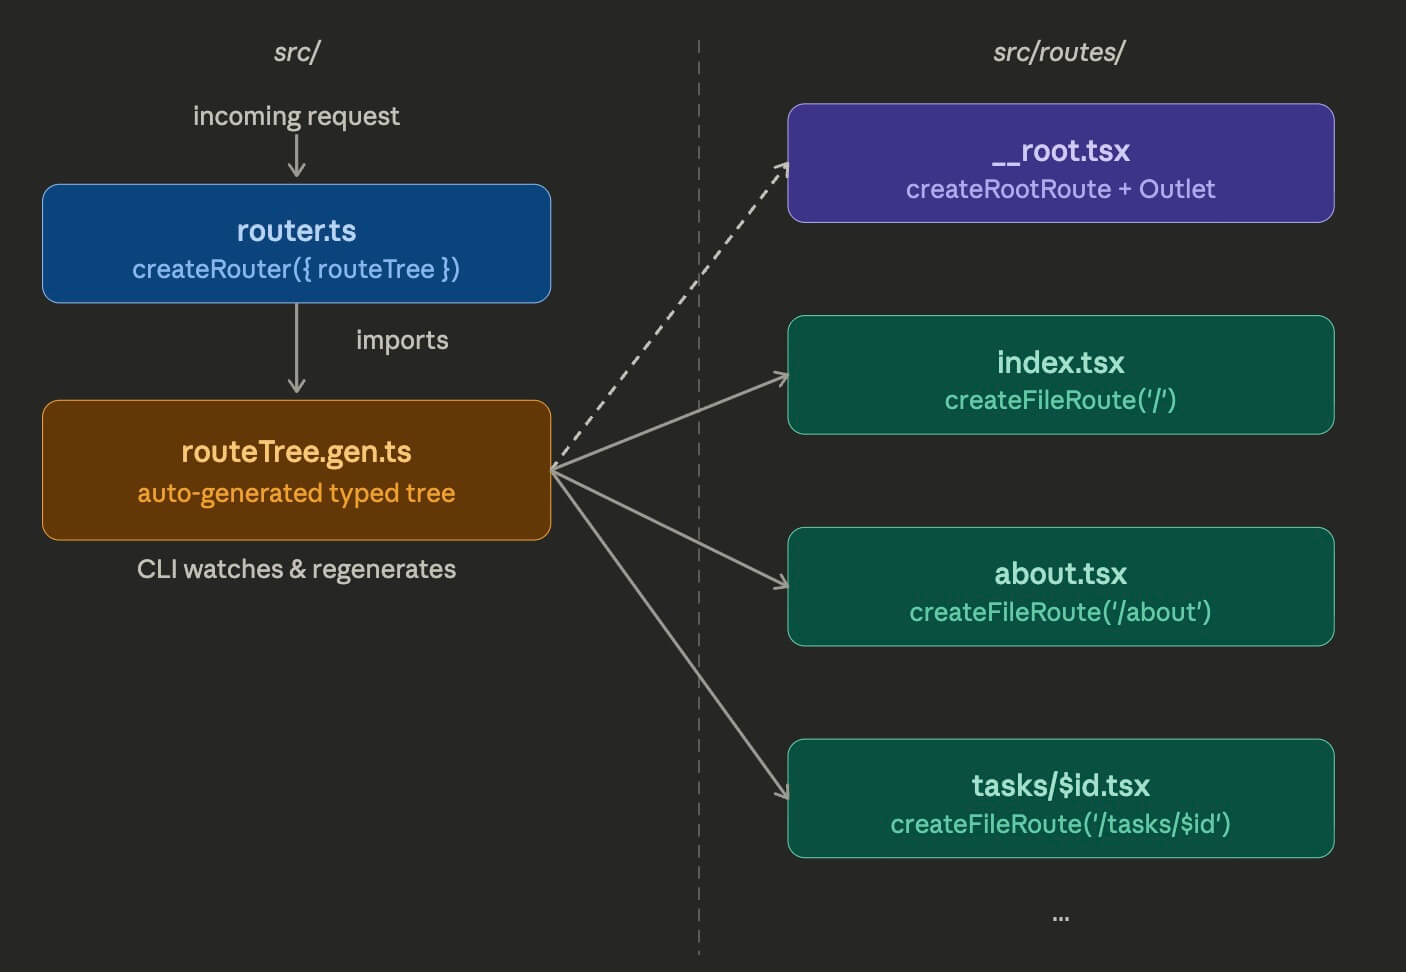 src/
incoming request
router.ts
createRouter({ routeTree })
imports
routeTree.gen.ts
auto-generated typed tree
CLI watches & regenerates
src/routes/
__root.tsx
createRootRoute + Outlet
index.tsx
createFileRoute('/')
about.tsx
createFileRoute('/about')
tasks/$id.tsx
createFileRoute('/tasks/$id')
...